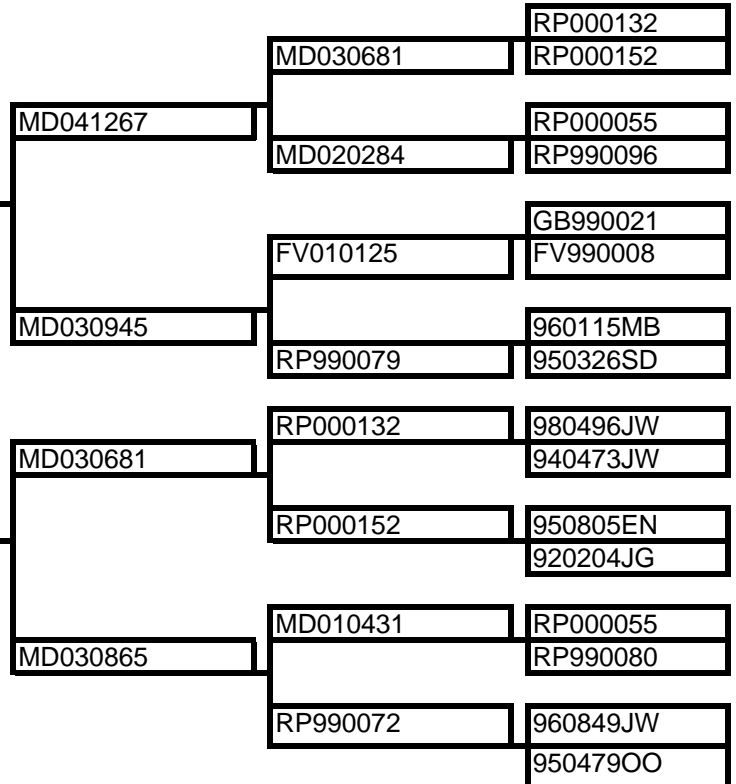 RP000132
MD030681 RP000152
MD041267 RP000055
MD020284 RP990096
GB990021
FV010125 FV990008
MD030945 960115MB
RP990079 950326SD
RP000132 980496JW
MD030681 940473JW
RP000152 950805EN
920204JG
MD010431 RP000055
MD030865 RP990080
RP990072 960849JW
950479OO